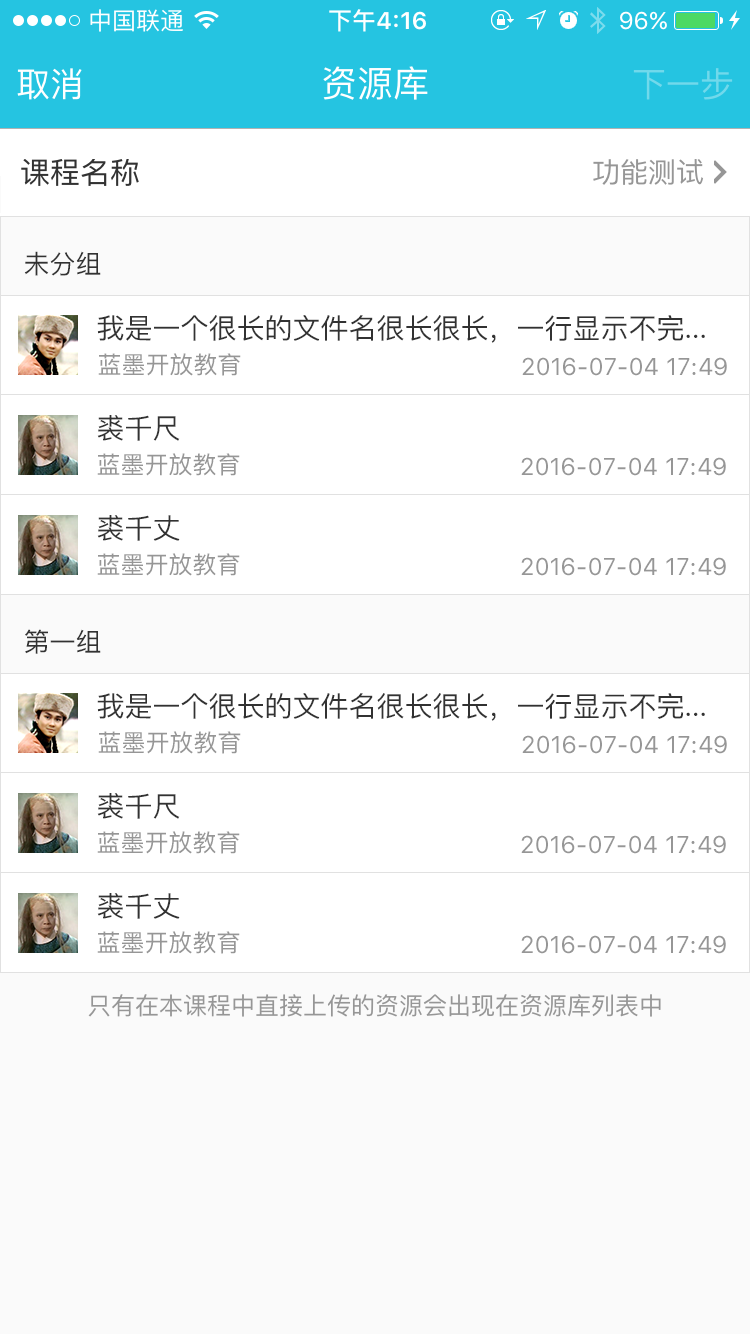 中国联通 下午4:16 96%
取消 资源库 下一步
课程名称 功能测试
未分组
我是一个很长的文件名很长很长，一行显示不完...
蓝墨开放教育 2016-07-04 17:49
裘千尺
蓝墨开放教育 2016-07-04 17:49
裘千丈
蓝墨开放教育 2016-07-04 17:49
第一组
我是一个很长的文件名很长很长，一行显示不完...
蓝墨开放教育 2016-07-04 17:49
裘千尺
蓝墨开放教育 2016-07-04 17:49
裘千丈
蓝墨开放教育 2016-07-04 17:49
只有在本课程中直接上传的资源会出现在资源库列表中